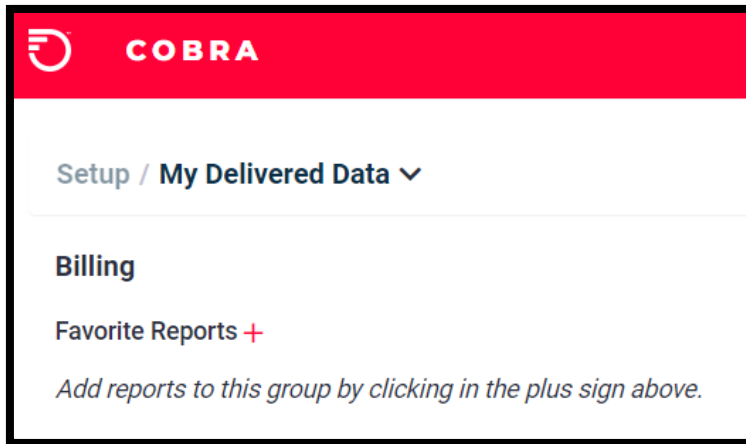 COBRA
Setup / My Delivered Data
Billing
Favorite Reports +
Add reports to this group by clicking in the plus sign above.